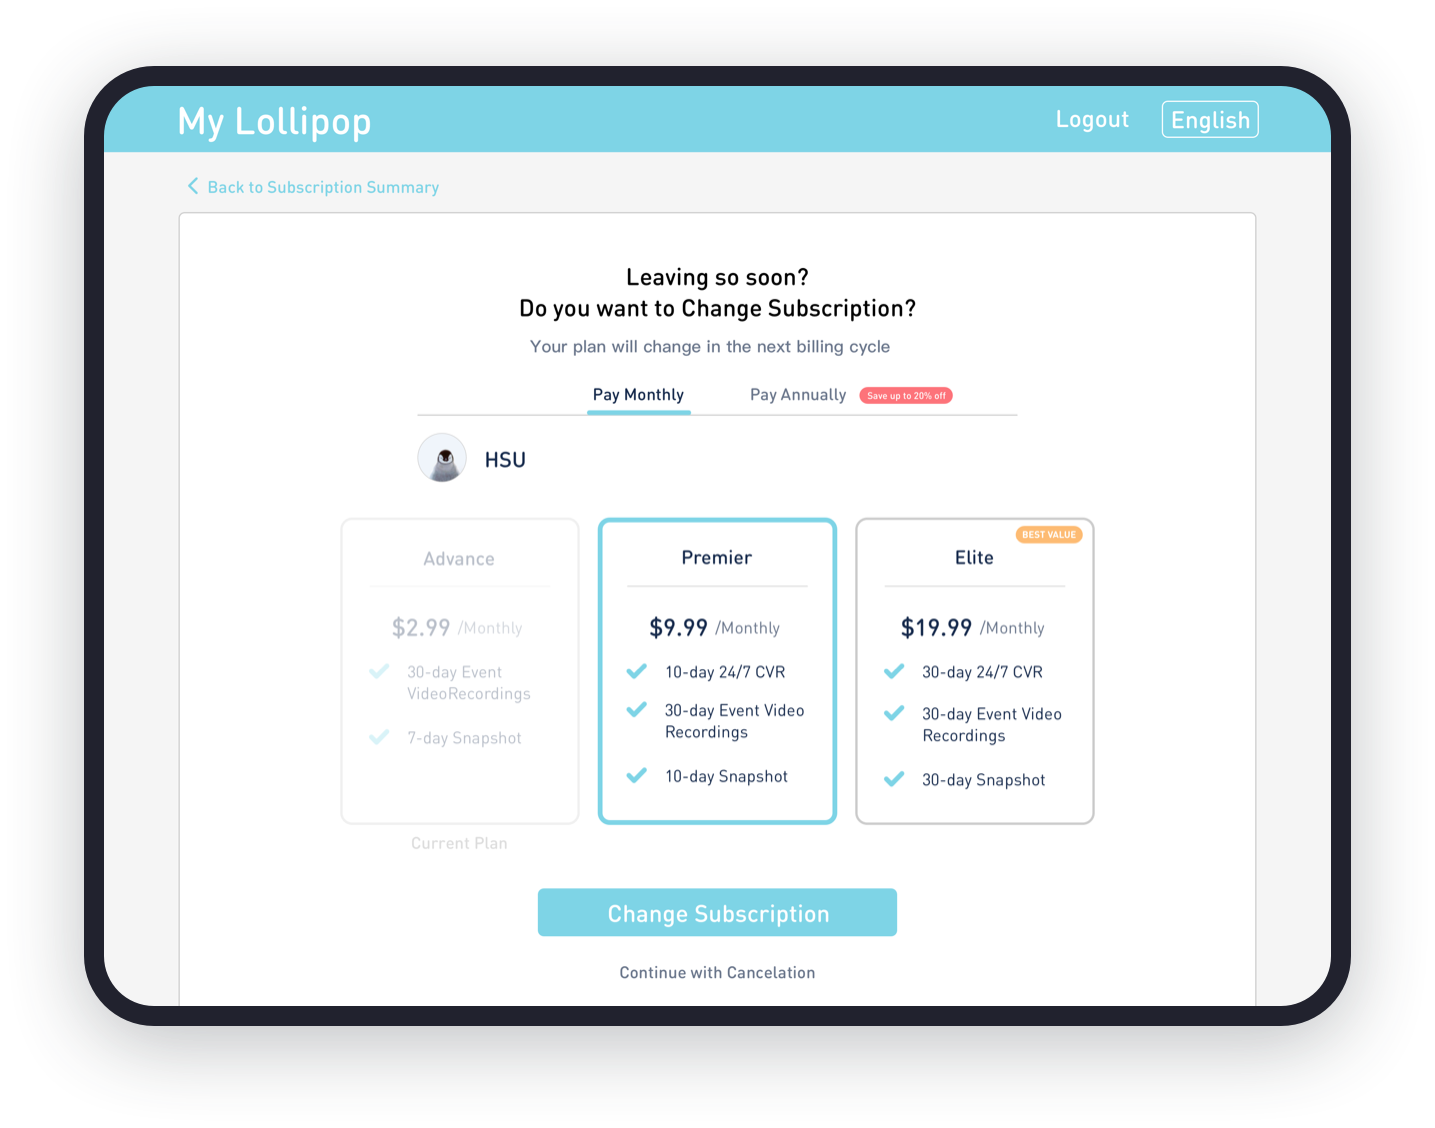 My Lollipop
Logout
English
Back to Subscription Summary
Leaving so soon?
Do you want to Change Subscription?
Your plan will change in the next billing cycle
Pay Monthly
Pay Annually
Save up to 20% off
HSU
Advance
$2.99 /Monthly
30-day Event
VideoRecordings
7-day Snapshot
Current Plan
Premier
$9.99 /Monthly
10-day 24/7 CVR
30-day Event Video
Recordings
10-day Snapshot
BEST VALUE
Elite
$19.99 /Monthly
30-day 24/7 CVR
30-day Event Video
Recordings
30-day Snapshot
Change Subscription
Continue with Cancelation